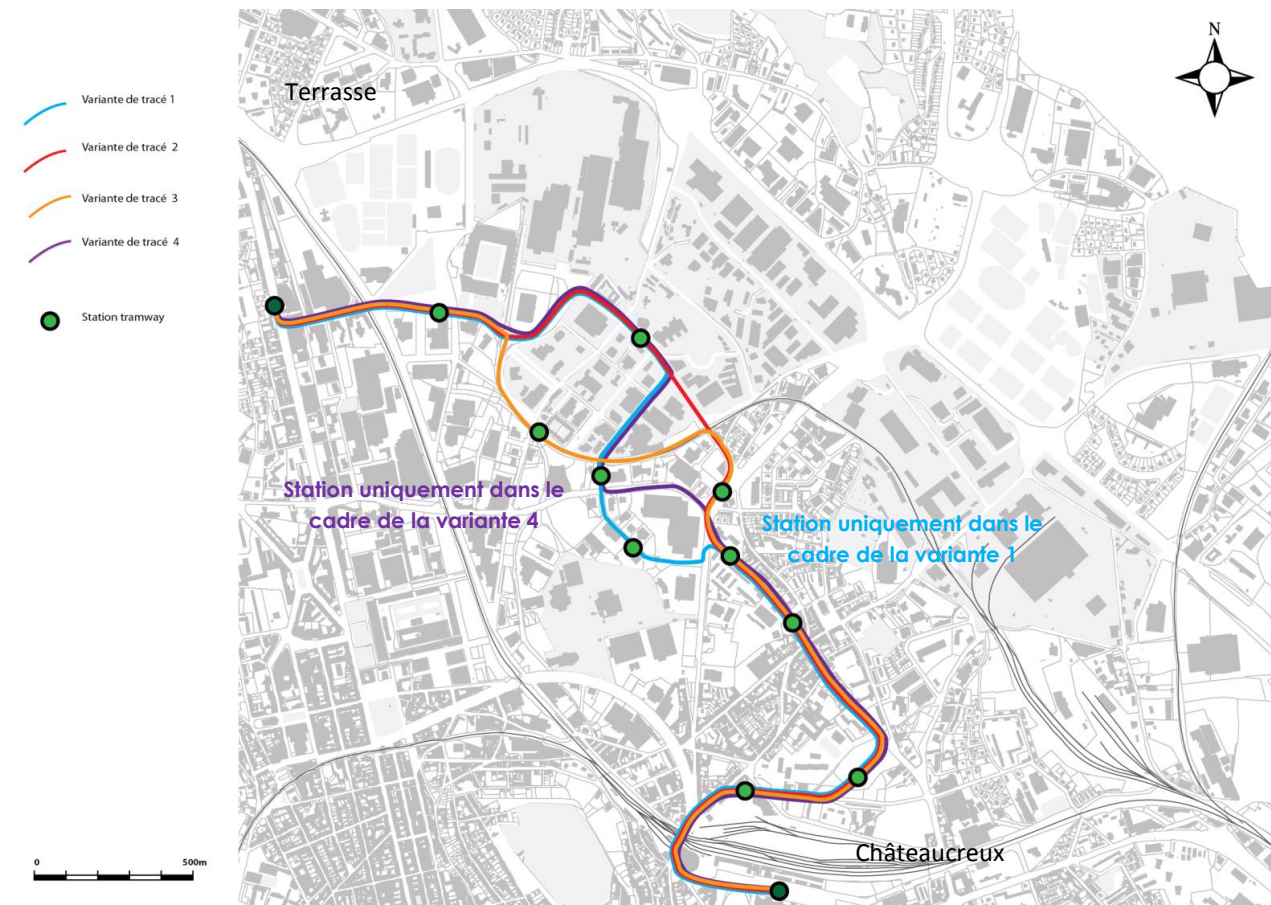 Terrasse
N
Variante de tracé 1
Variante de tracé 2
Variante de tracé 3
Variante de tracé 4
Station tramway
Station uniquement dans le
cadre de la variante 4
Station uniquement dans le
cadre de la variante 1
Châteaucreux
0 500m